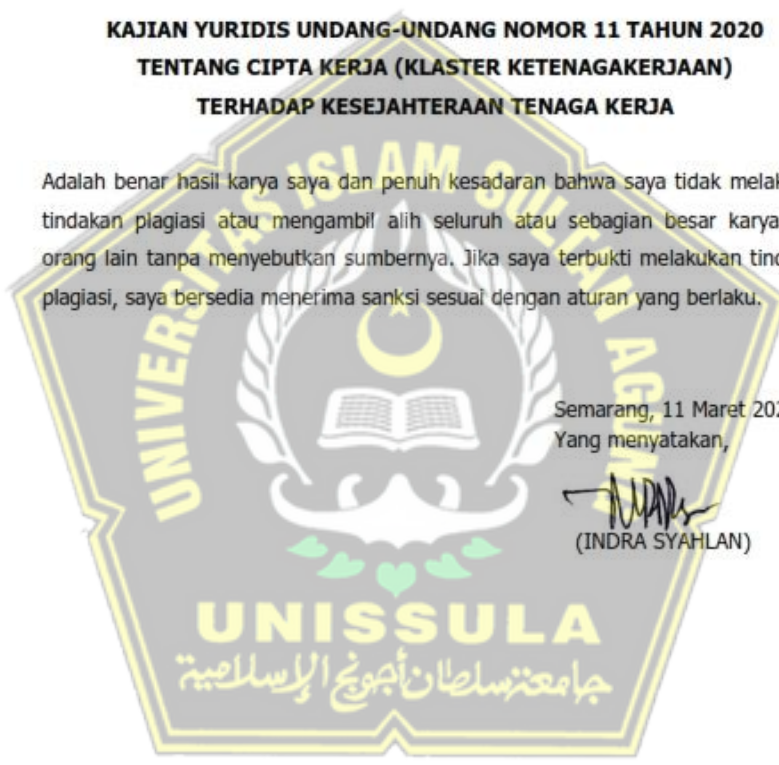 KAJIAN YURIDIS UNDANG-UNDANG NOMOR 11 TAHUN 2020
TENTANG CIPTA KERJA (KLASTER KETENAGAKERJAAN)
TERHADAP KESEJAHTERAAN TENAGA KERJA
Adalah benar hasil karya saya dan penuh kesadaran bahwa saya tidak
tindakan plagiasi atau mengambil alih seluruh atau sebagian besar karya
orang lain tanpa menyebutkan sumbernya. Jika saya terbukti melakukan
plagiasi, saya bersedia menerima sanksi sesuai dengan aturan yang berlaku.
Semarang, 11 Maret
Yang menyatakan,
(INDRA SYAHLAN)
UNIVERSITAS ISLAM SULTAN AGUNG
UNISSULA
جامعة سلطان أجونج الإسلامية